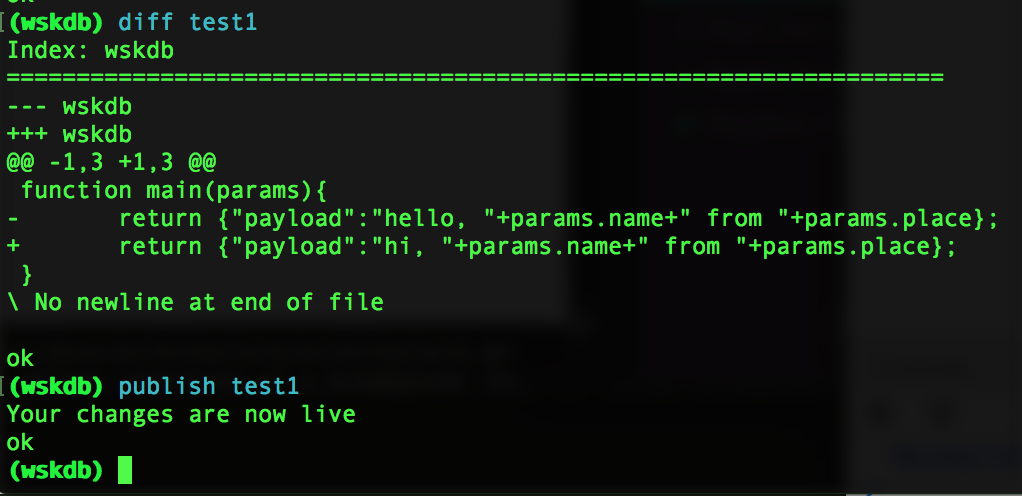 ok
(wskdb) diff test1
Index: wskdb
===================================================================
--- wskdb
+++ wskdb
@@ -1,3 +1,3 @@
 function main(params){
-       return {"payload":"hello, "+params.name+" from "+params.place};
+       return {"payload":"hi, "+params.name+" from "+params.place};
 }
\ No newline at end of file

ok
(wskdb) publish test1
Your changes are now live
ok
(wskdb)